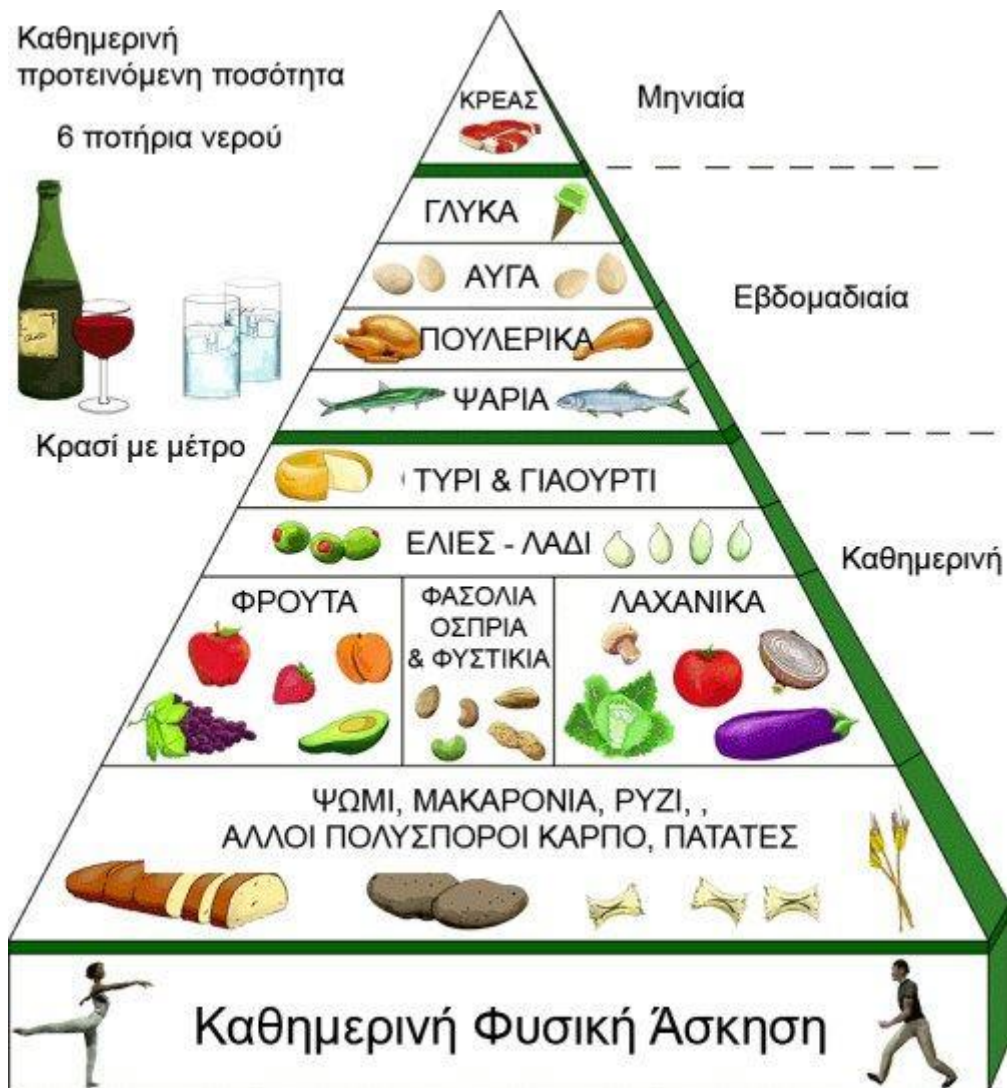 Καθημερινή
προτεινόμενη ποσότητα
6 ποτήρια νερού
Κρασί με μέτρο
ΚΡΕΑΣ
Μηνιαία
ΓΛΥΚΑ
ΑΥΓΑ
ΠΟΥΛΕΡΙΚΑ
ΨΑΡΙΑ
Εβδομαδιαία
ΤΥΡΙ & ΓΙΑΟΥΡΤΙ
ΕΛΙΕΣ - ΛΑΔΙ
Καθημερινή
ΦΡΟΥΤΑ
ΦΑΣΟΛΙΑ
ΟΣΠΡΙΑ
& ΦΥΣΤΙΚΙΑ
ΛΑΧΑΝΙΚΑ
ΨΩΜΙ, ΜΑΚΑΡΟΝΙΑ, ΡΥΖΙ, ,
ΑΛΛΟΙ ΠΟΛΥΣΠΟΡΟΙ ΚΑΡΠΟ, ΠΑΤΑΤΕΣ
Καθημερινή Φυσική Άσκηση